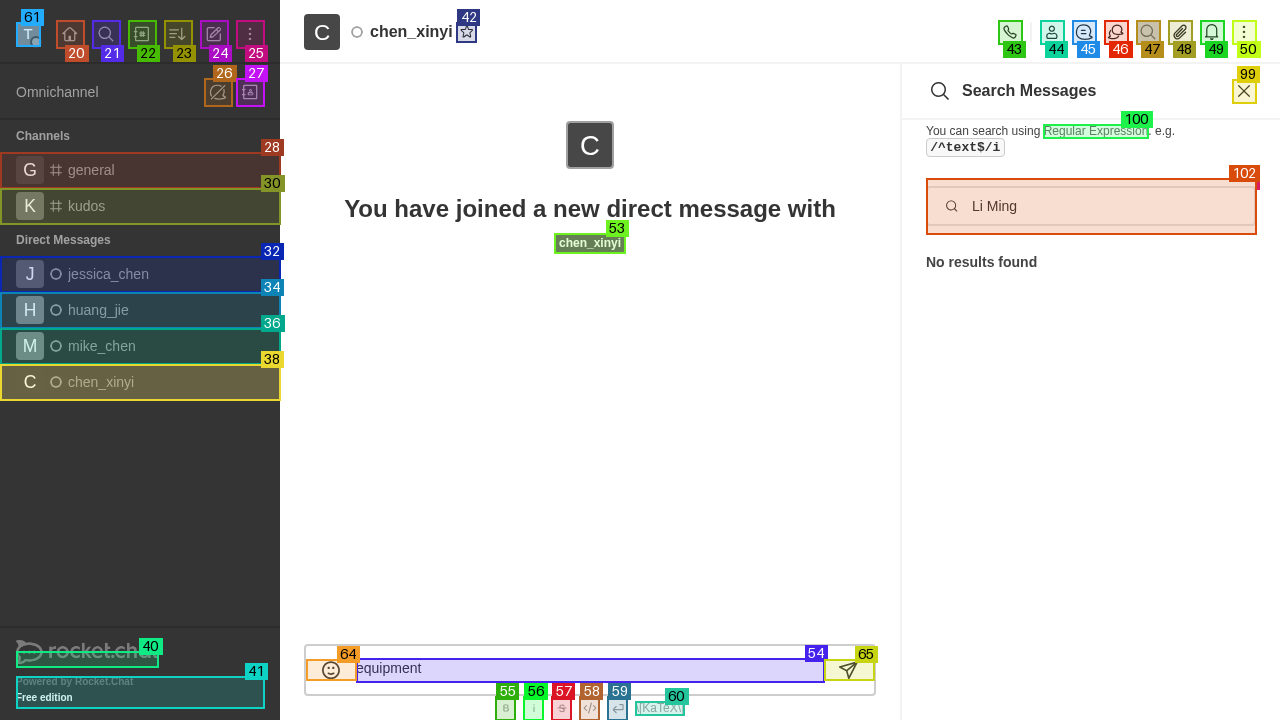 61
T
20
21
22
23
24
25
C
chen_xinyi
42
43
44
45
46
47
48
49
50
Omnichannel
26
27
Search Messages
99
Channels
You can search using Regular Expression. e.g.
100
/^text$/i
28
G general
30
K kudos
C
You have joined a new direct message with
53
chen_xinyi
102
Li Ming
Direct Messages
32
J jessica_chen
34
H huang_jie
36
M mike_chen
38
C chen_xinyi
No results found
40
rocket.chat
41
Powered by Rocket.Chat
Free edition
64
equipment
54
65
55
56
57
58
59
60
B
i
S
</>
\KaTeX\